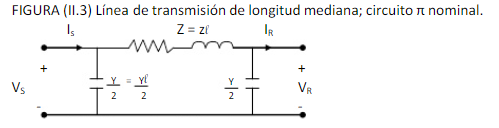 FIGURA (II.3) Línea de transmisión de longitud mediana; circuito π nominal.
Is Z = zℓ IR
+ +
Vs Y/2 = Yℓ/2 Y/2 VR
- -